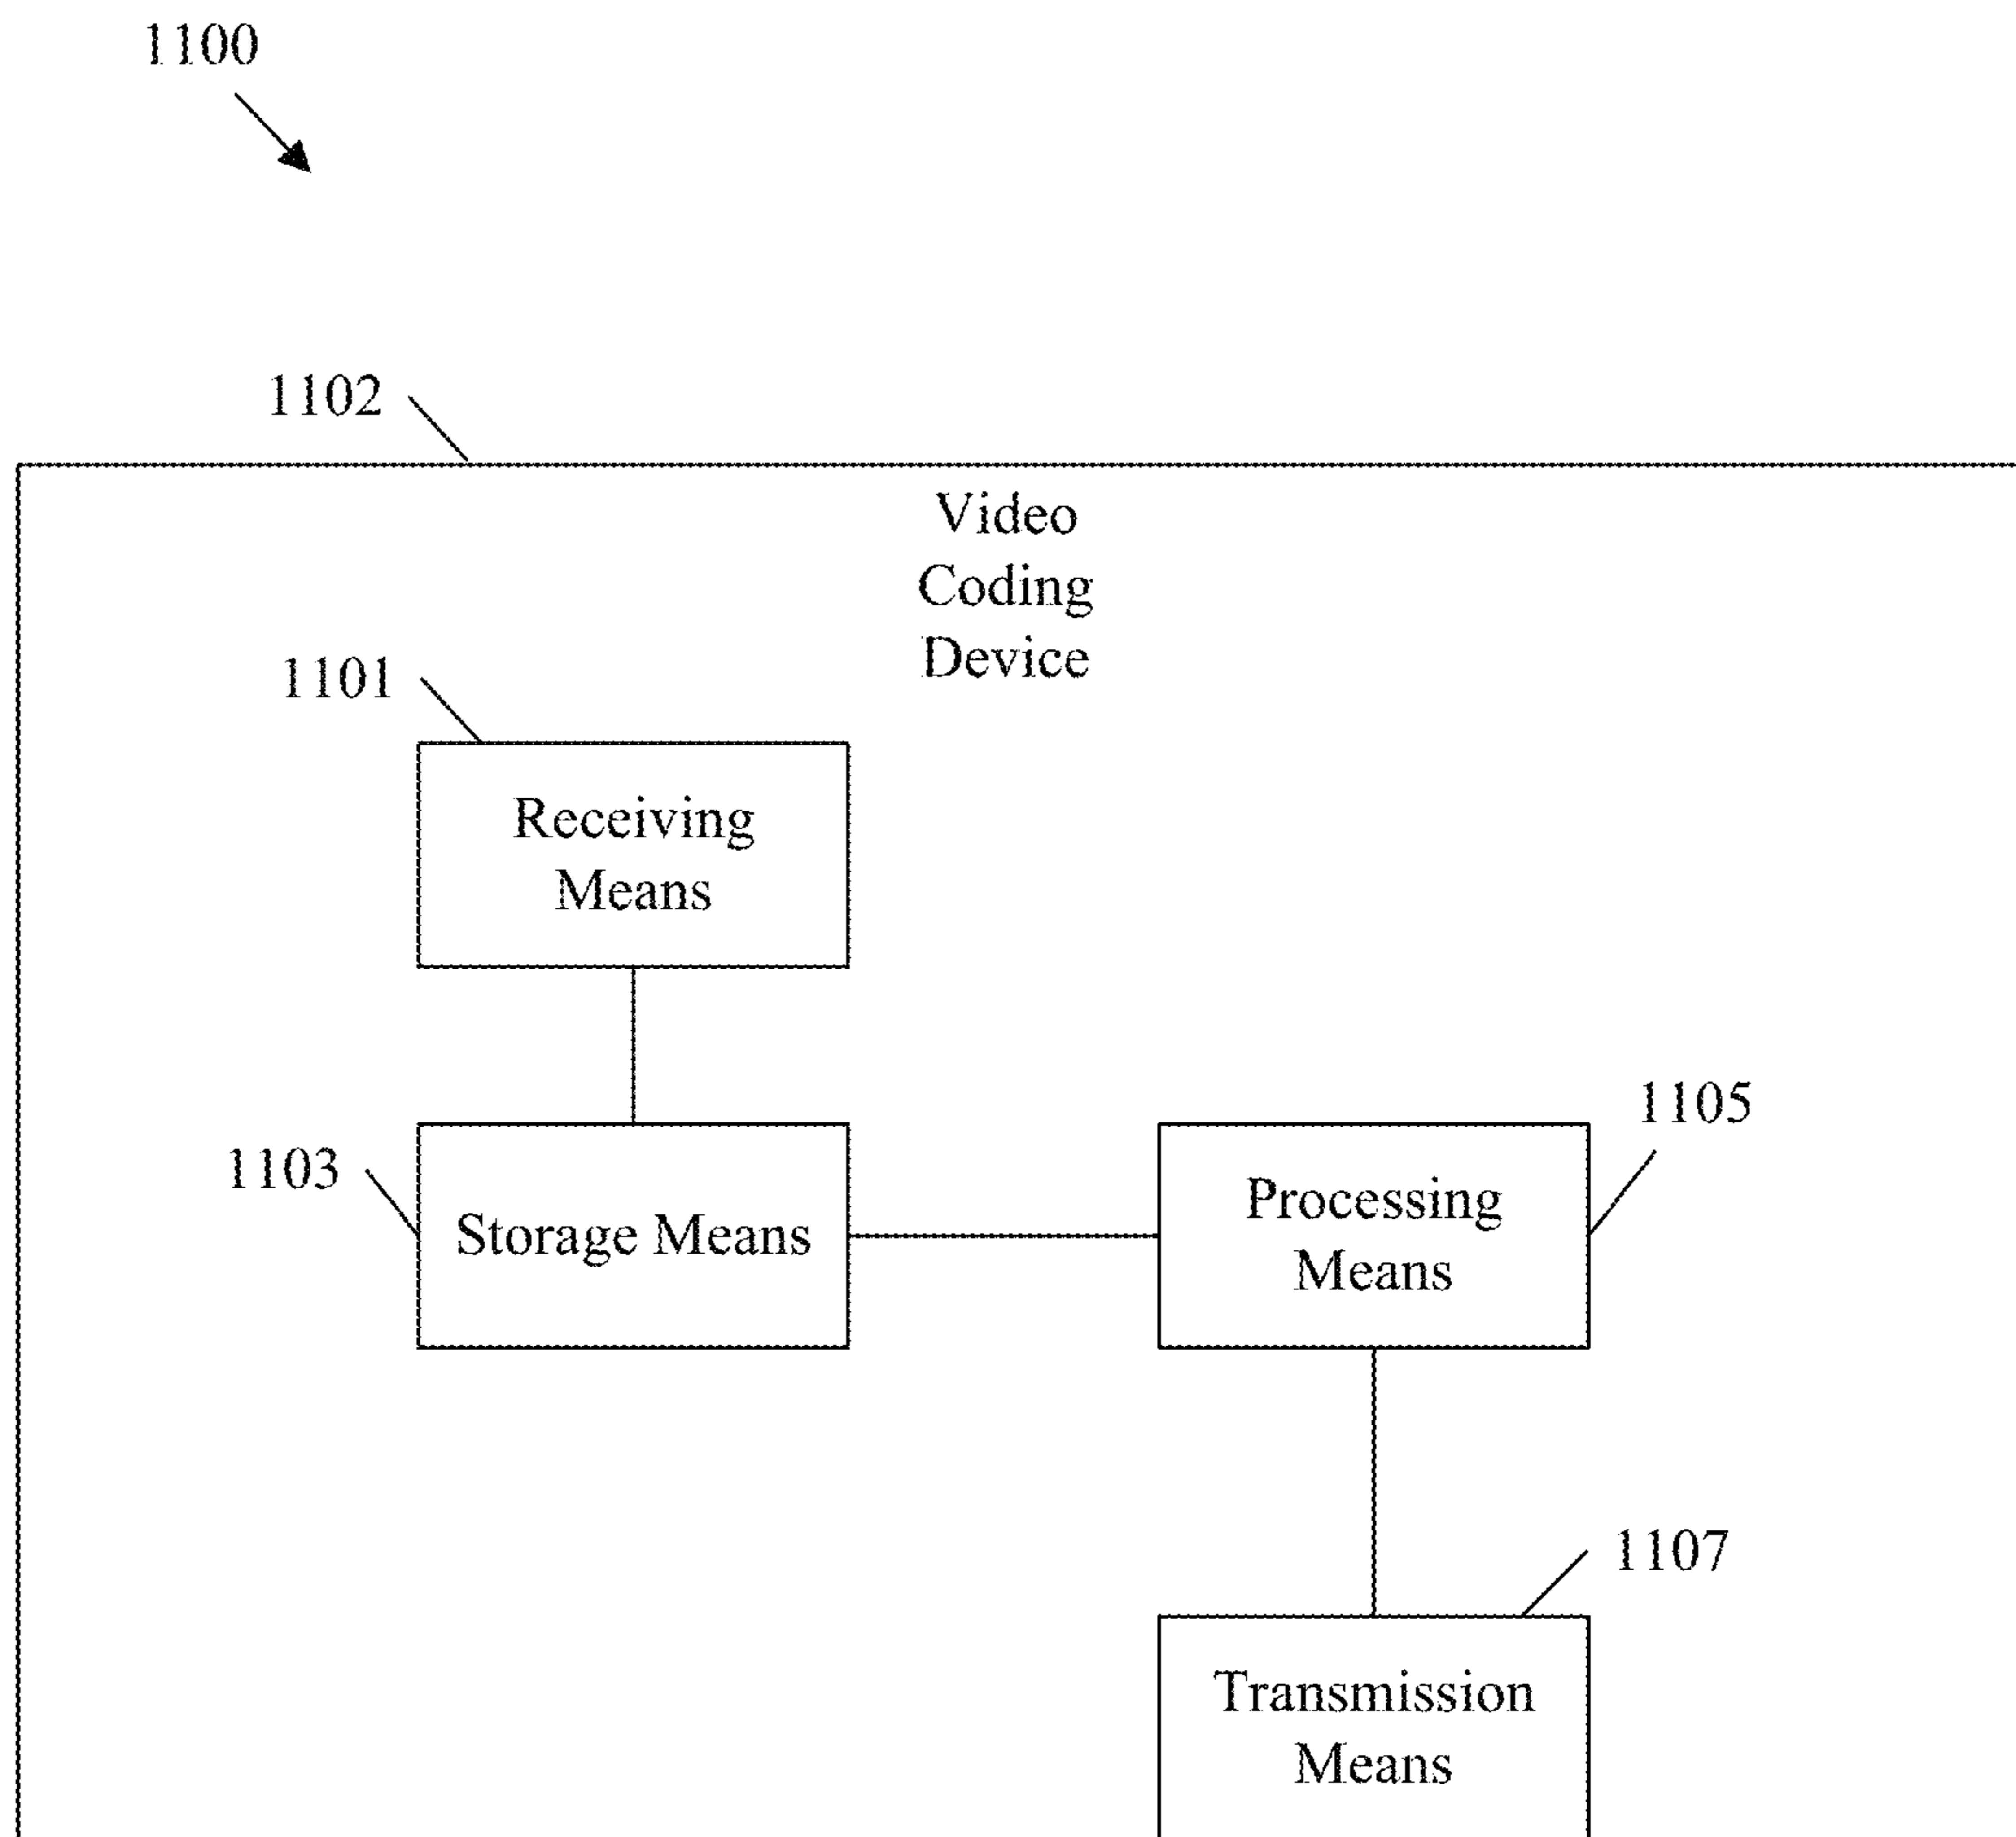 1100
1102
Video
Coding
Device
1101
Receiving
Means
1105
1103
Storage Means
Processing
Means
1107
Transmission
Means